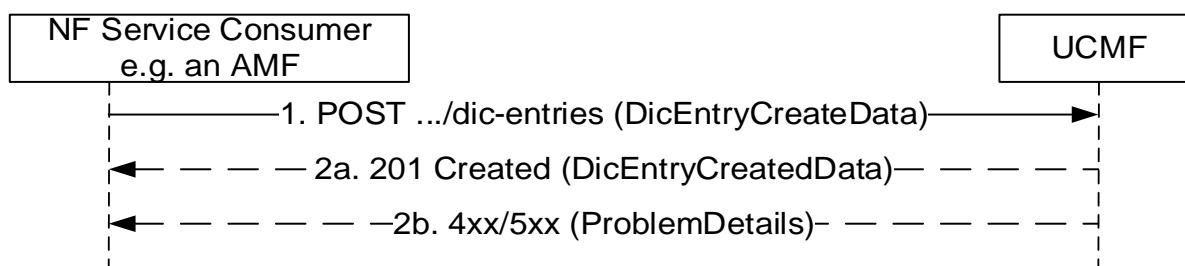 NF Service Consumer
e.g. an AMF
UCMF
1. POST .../dic-entries (DicEntryCreateData)
2a. 201 Created (DicEntryCreatedData)
2b. 4xx/5xx (ProblemDetails)